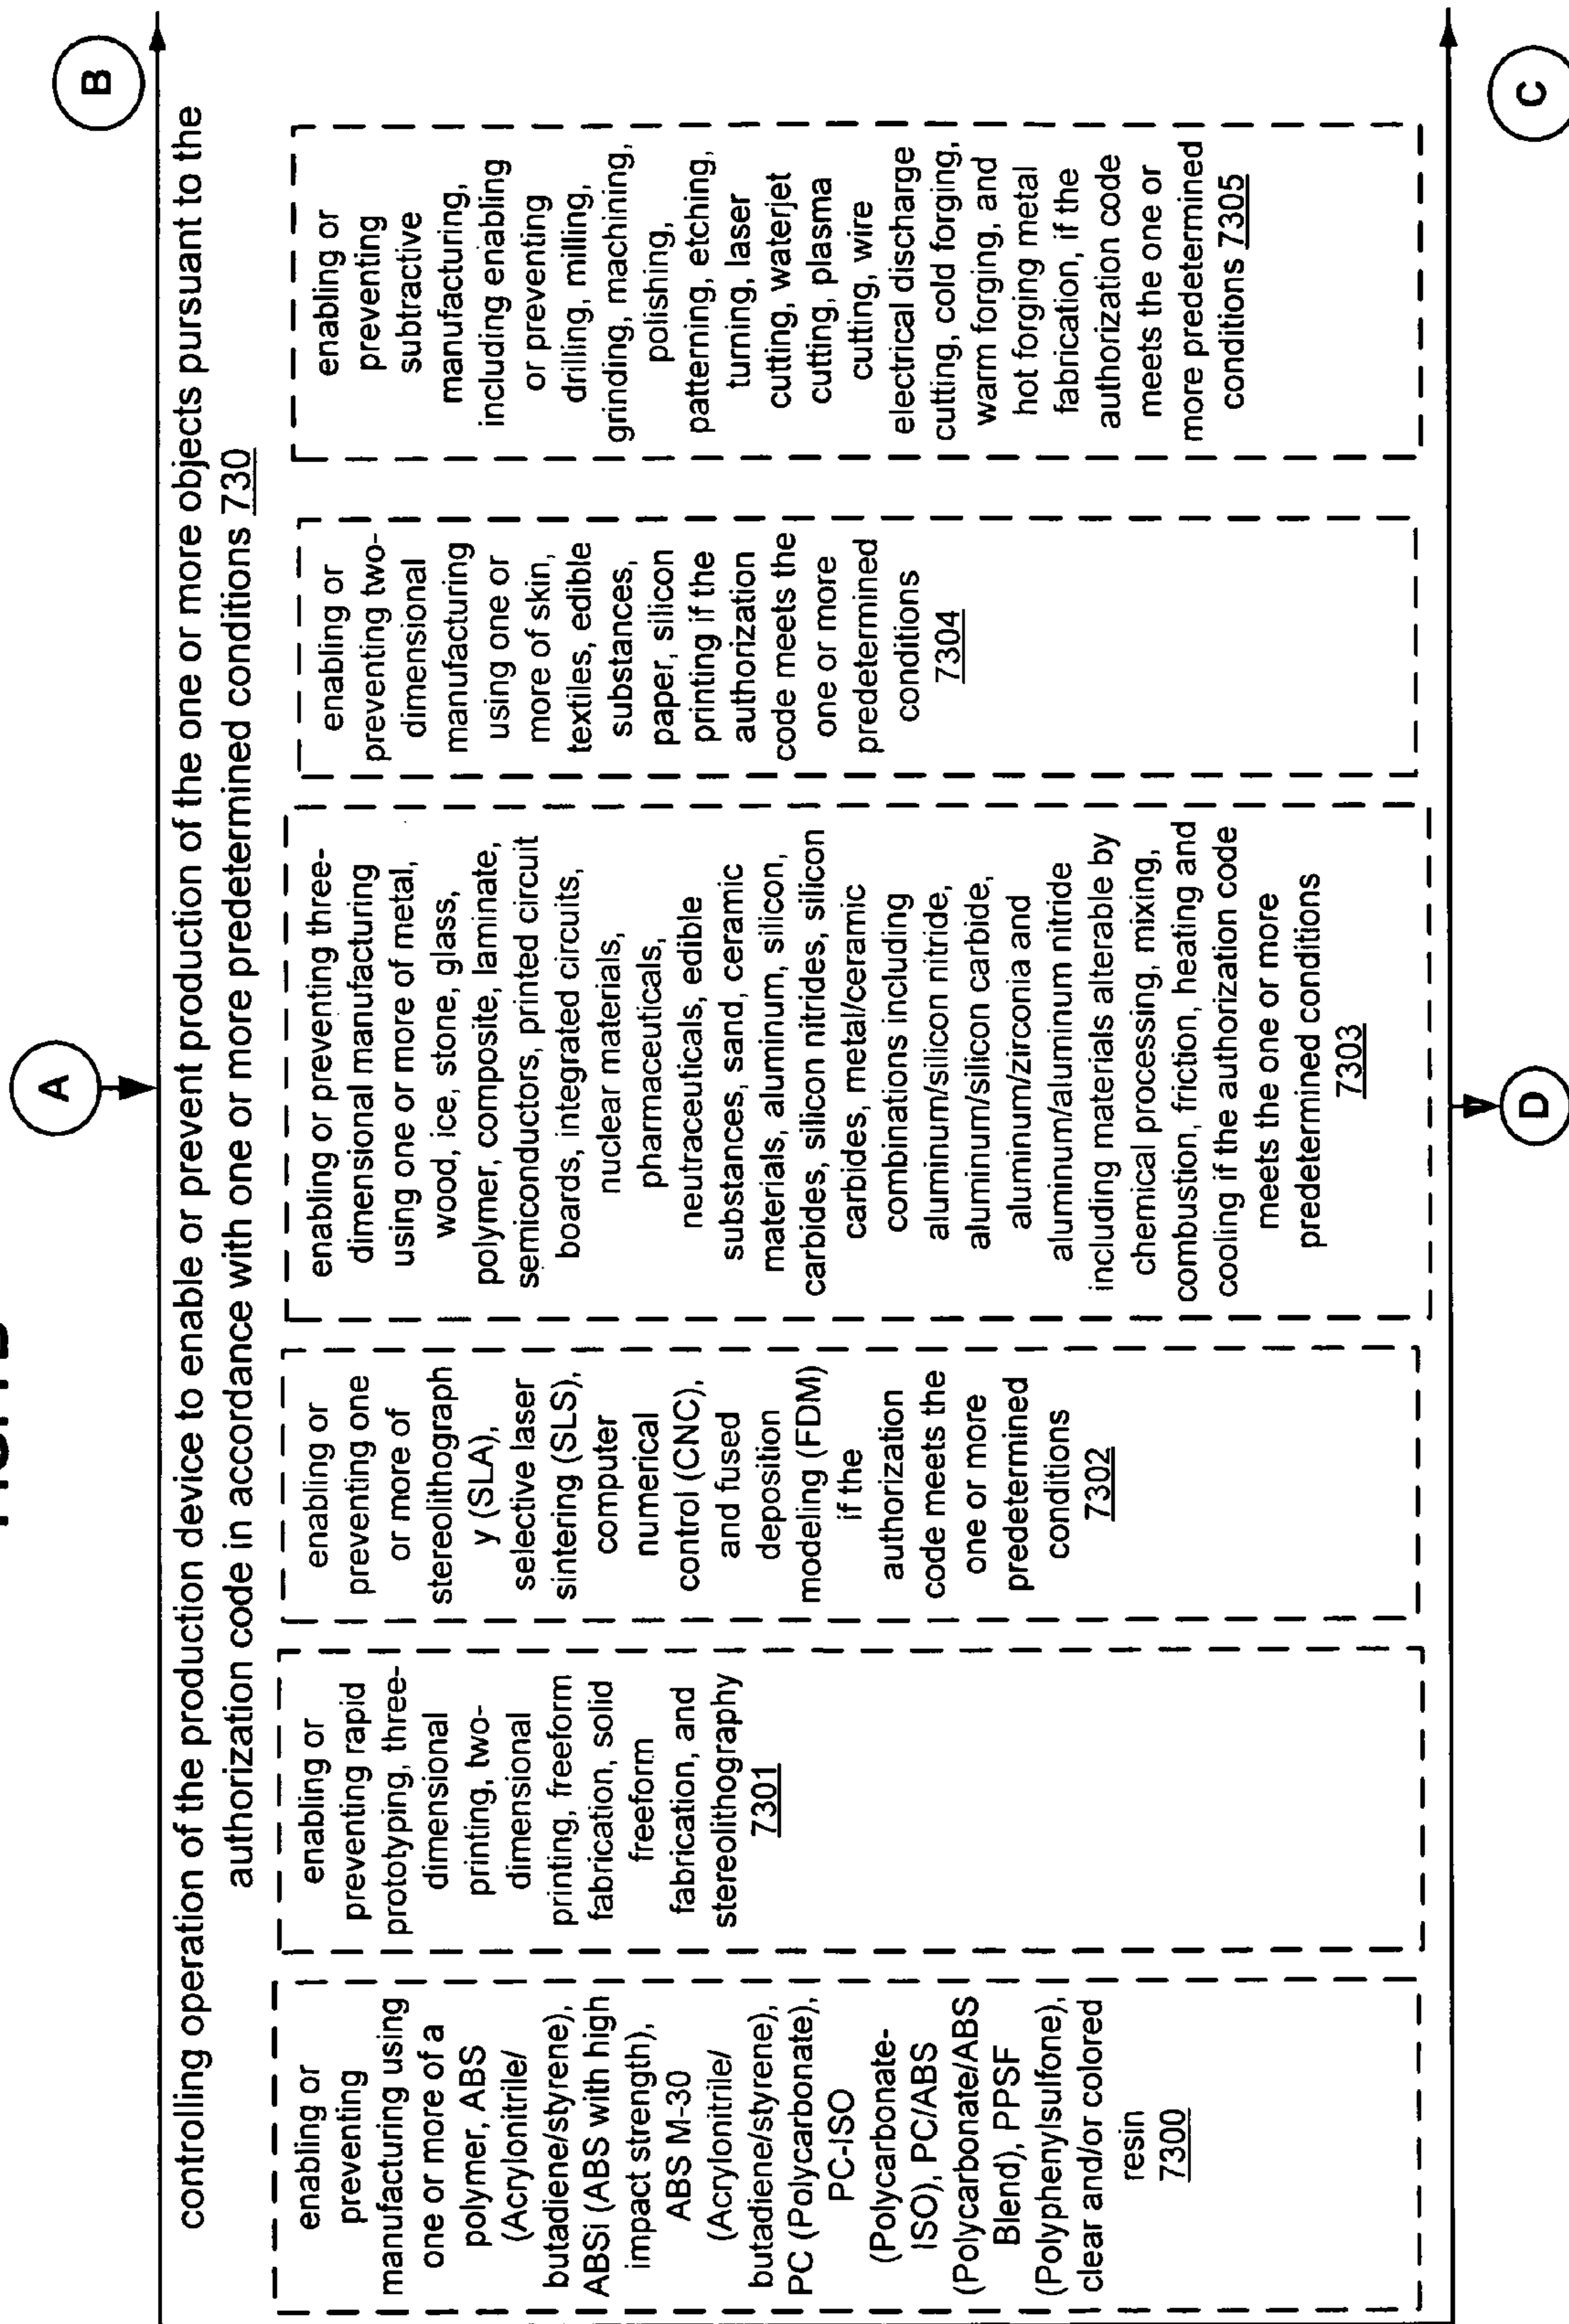 A
B
controlling operation of the production device to enable or prevent production of the one or more objects pursuant to the
authorization code in accordance with one or more predetermined conditions 730
enabling or
preventing
manufacturing using
one or more of a
polymer, ABS
(Acrylonitrile/
butadiene/styrene),
ABSi (ABS with high
impact strength),
ABS M-30
(Acrylonitrile/
butadiene/styrene),
PC (Polycarbonate),
PC-ISO
(Polycarbonate-
ISO), PC/ABS
(Polycarbonate/ABS
Blend), PPSF
(Polyphenylsulfone),
clear and/or colored
resin
7300
enabling or
preventing rapid
prototyping, three-
dimensional
printing, two-
dimensional
printing, freeform
fabrication, solid
freeform
fabrication, and
stereolithography
7301
enabling or
preventing one
or more of
stereolithograph
y (SLA),
selective laser
sintering (SLS),
computer
numerical
control (CNC),
and fused
deposition
modeling (FDM)
if the
authorization
code meets the
one or more
predetermined
conditions
7302
enabling or preventing three-
dimensional manufacturing
using one or more of metal,
wood, ice, stone, glass,
polymer, composite, laminate,
semiconductors, printed circuit
boards, integrated circuits,
nuclear materials,
pharmaceuticals,
neutraceuticals, edible
substances, sand, ceramic
materials, aluminum, silicon,
carbides, silicon nitrides, silicon
carbides, metal/ceramic
combinations including
aluminum/silicon nitride,
aluminum/silicon carbide,
aluminum/zirconia and
aluminum/aluminum nitride
including materials alterable by
chemical processing, mixing,
combustion, friction, heating and
cooling if the authorization code
meets the one or more
predetermined conditions
7303
enabling or
preventing two-
dimensional
manufacturing
using one or
more of skin,
textiles, edible
substances,
paper, silicon
printing if the
authorization
code meets the
one or more
predetermined
conditions
7304
enabling or
preventing
subtractive
manufacturing,
including enabling
or preventing
drilling, milling,
grinding, machining,
polishing,
patterning, etching,
turning, laser
cutting, waterjet
cutting, plasma
cutting, wire
electrical discharge
cutting, cold forging,
warm forging, and
hot forging metal
fabrication, if the
authorization code
meets the one or
more predetermined
conditions 7305
D
C